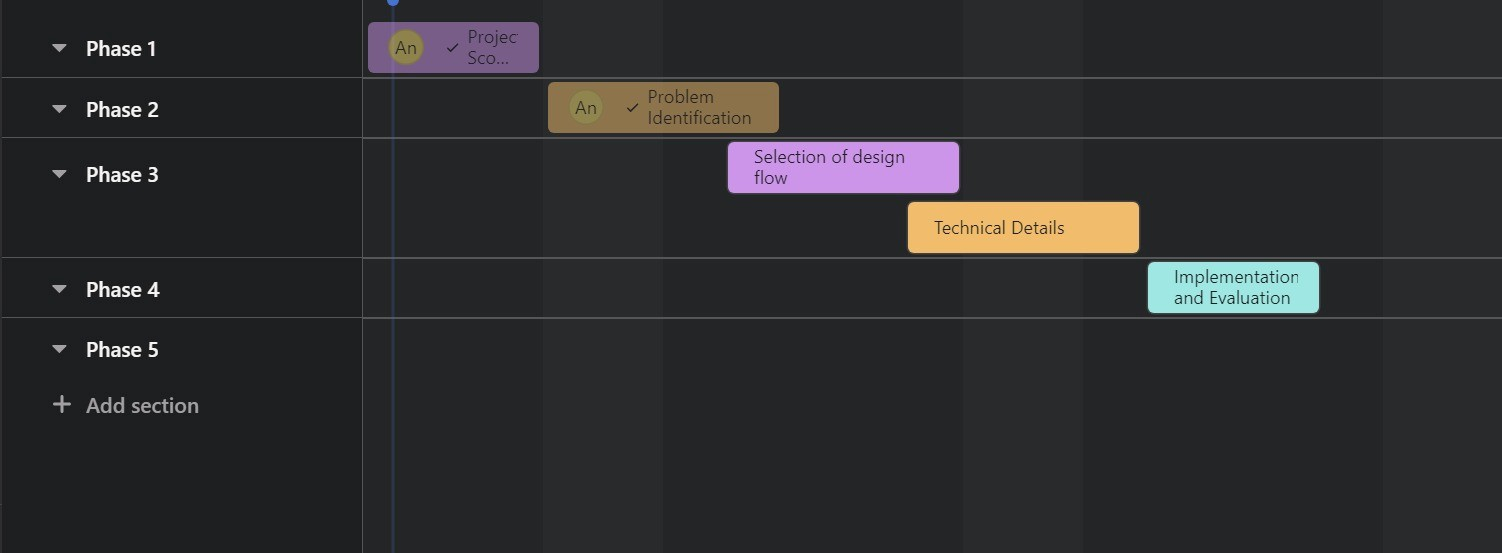 Phase 1
An
Projec
Sco...
Phase 2
An
Problem
Identification
Phase 3
Selection of design
flow
Technical Details
Phase 4
Implementation
and Evaluation
Phase 5
Add section